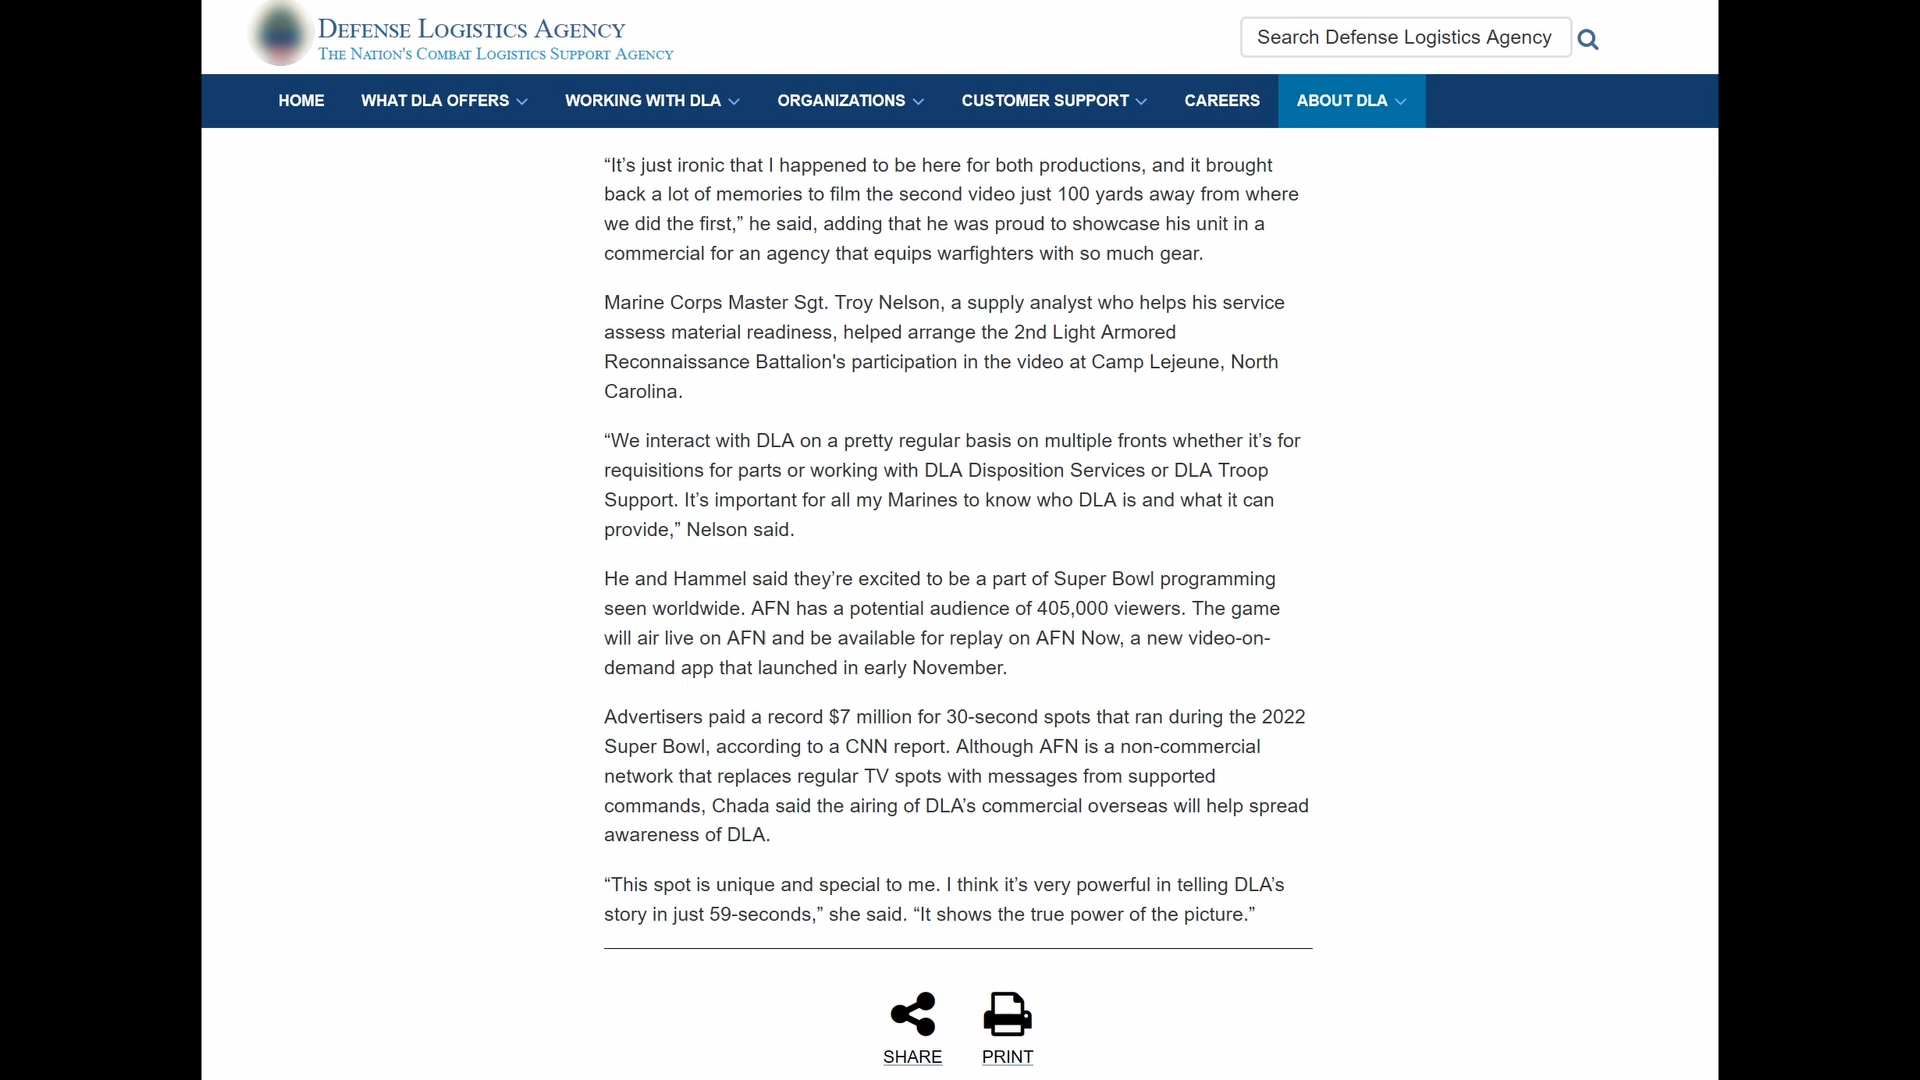 Defense Logistics Agency
The Nation's Combat Logistics Support Agency
Search Defense Logistics Agency
HOME
WHAT DLA OFFERS
WORKING WITH DLA
ORGANIZATIONS
CUSTOMER SUPPORT
CAREERS
ABOUT DLA
“It’s just ironic that I happened to be here for both productions, and it brought
back a lot of memories to film the second video just 100 yards away from where
we did the first,” he said, adding that he was proud to showcase his unit in a
commercial for an agency that equips warfighters with so much gear.
Marine Corps Master Sgt. Troy Nelson, a supply analyst who helps his service
assess material readiness, helped arrange the 2nd Light Armored
Reconnaissance Battalion's participation in the video at Camp Lejeune, North
Carolina.
“We interact with DLA on a pretty regular basis on multiple fronts whether it’s for
requisitions for parts or working with DLA Disposition Services or DLA Troop
Support. It’s important for all my Marines to know who DLA is and what it can
provide,” Nelson said.
He and Hammel said they’re excited to be a part of Super Bowl programming
seen worldwide. AFN has a potential audience of 405,000 viewers. The game
will air live on AFN and be available for replay on AFN Now, a new video-on-
demand app that launched in early November.
Advertisers paid a record $7 million for 30-second spots that ran during the 2022
Super Bowl, according to a CNN report. Although AFN is a non-commercial
network that replaces regular TV spots with messages from supported
commands, Chada said the airing of DLA’s commercial overseas will help spread
awareness of DLA.
“This spot is unique and special to me. I think it’s very powerful in telling DLA’s
story in just 59-seconds,” she said. “It shows the true power of the picture.”
SHARE
PRINT